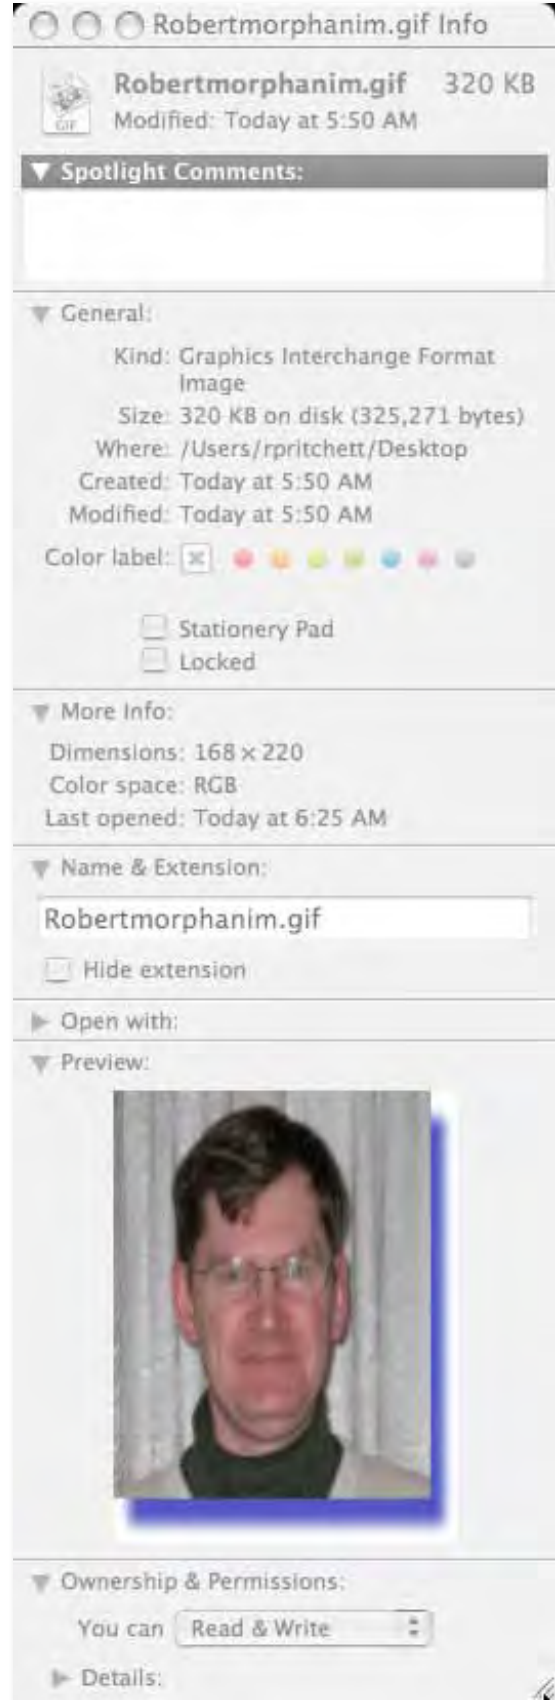 Robertmorphanim.gif Info
Robertmorphanim.gif 320 KB
Modified: Today at 5:50 AM
GIF
Spotlight Comments:
General:
Kind: Graphics Interchange Format
Image
Size: 320 KB on disk (325,271 bytes)
Where: /Users/rpritchett/Desktop
Created: Today at 5:50 AM
Modified: Today at 5:50 AM
Color label:
Stationery Pad
Locked
More Info:
Dimensions: 168 × 220
Color space: RGB
Last opened: Today at 6:25 AM
Name & Extension:
Robertmorphanim.gif
Hide extension
Open with:
Preview:
Ownership & Permissions:
You can Read & Write
Details: